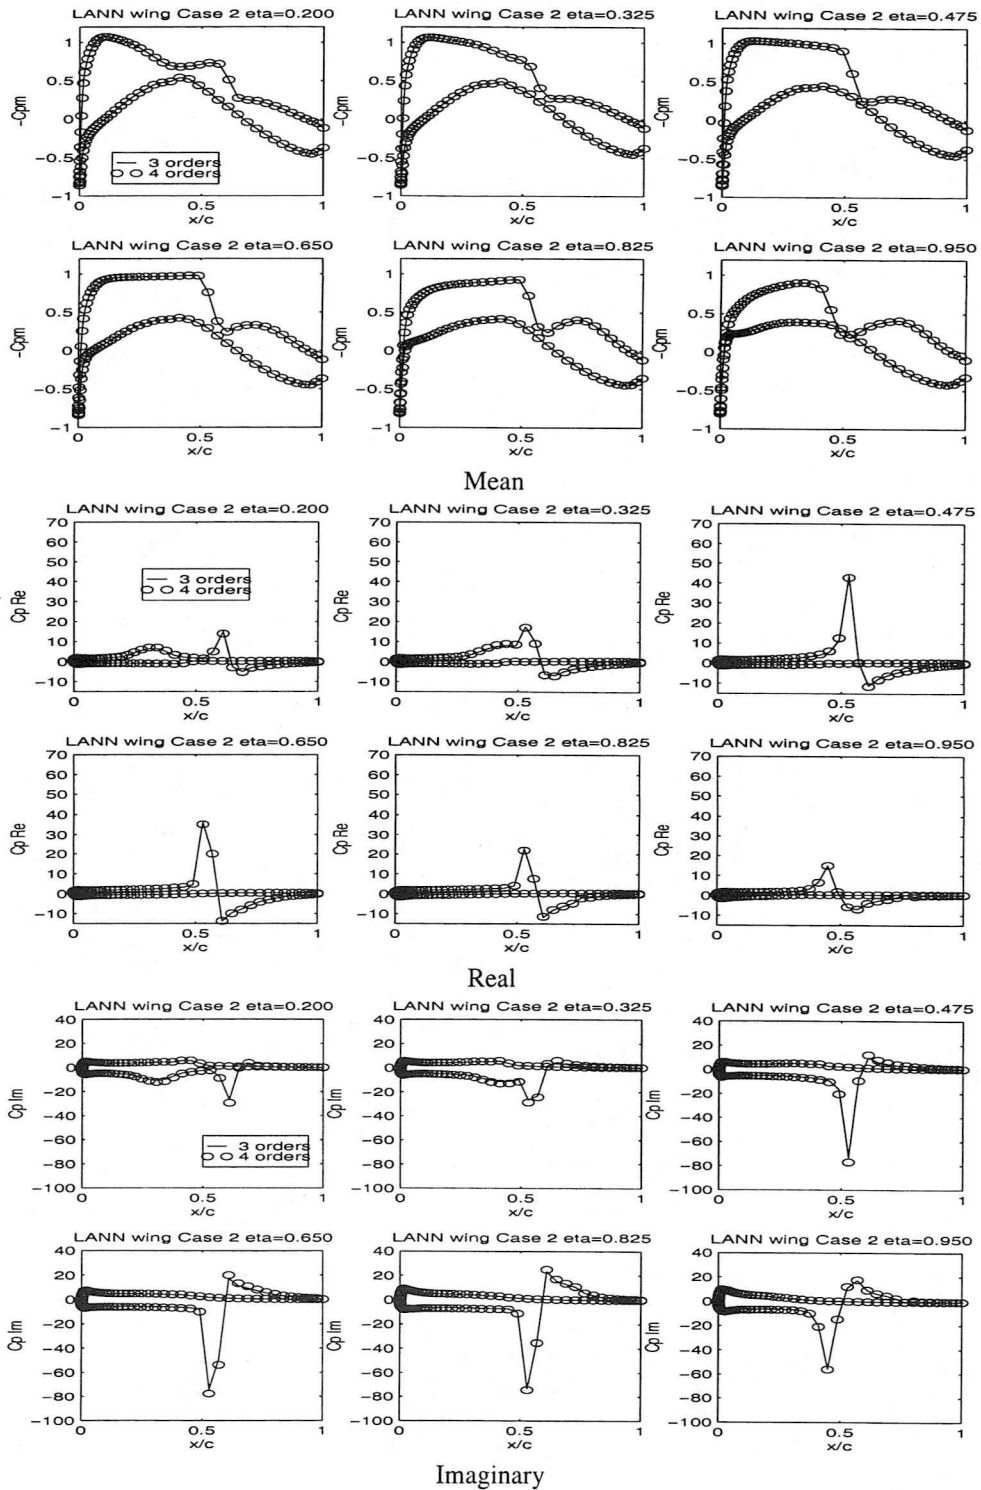 LANN wing Case 2 eta=0.200
LANN wing Case 2 eta=0.325
LANN wing Case 2 eta=0.475
-Cpm
1
0.5
0
-0.5
-1
3 orders
4 orders
0
0.5
1
x/c
-Cpm
1
0.5
0
-0.5
-1
0
0.5
1
x/c
-Cpm
1
0.5
0
-0.5
-1
0
0.5
1
x/c
LANN wing Case 2 eta=0.650
LANN wing Case 2 eta=0.825
LANN wing Case 2 eta=0.950
-Cpm
1
0.5
0
-0.5
-1
0
0.5
1
x/c
-Cpm
1
0.5
0
-0.5
-1
0
0.5
1
x/c
-Cpm
1
0.5
0
-0.5
-1
0
0.5
1
x/c
Mean
LANN wing Case 2 eta=0.200
LANN wing Case 2 eta=0.325
LANN wing Case 2 eta=0.475
Cp Re
70
60
50
40
30
20
10
0
-10
3 orders
4 orders
0
0.5
1
x/c
Cp Re
70
60
50
40
30
20
10
0
-10
0
0.5
1
x/c
Cp Re
70
60
50
40
30
20
10
0
-10
0
0.5
1
x/c
LANN wing Case 2 eta=0.650
LANN wing Case 2 eta=0.825
LANN wing Case 2 eta=0.950
Cp Re
70
60
50
40
30
20
10
0
-10
0
0.5
1
x/c
Cp Re
70
60
50
40
30
20
10
0
-10
0
0.5
1
x/c
Cp Re
70
60
50
40
30
20
10
0
-10
0
0.5
1
x/c
Real
LANN wing Case 2 eta=0.200
LANN wing Case 2 eta=0.325
LANN wing Case 2 eta=0.475
Cp Im
40
20
0
-20
-40
-60
-80
-100
3 orders
4 orders
0
0.5
1
x/c
Cp Im
40
20
0
-20
-40
-60
-80
-100
0
0.5
1
x/c
Cp Im
40
20
0
-20
-40
-60
-80
-100
0
0.5
1
x/c
LANN wing Case 2 eta=0.650
LANN wing Case 2 eta=0.825
LANN wing Case 2 eta=0.950
Cp Im
40
20
0
-20
-40
-60
-80
-100
0
0.5
1
x/c
Cp Im
40
20
0
-20
-40
-60
-80
-100
0
0.5
1
x/c
Cp Im
40
20
0
-20
-40
-60
-80
-100
0
0.5
1
x/c
Imaginary